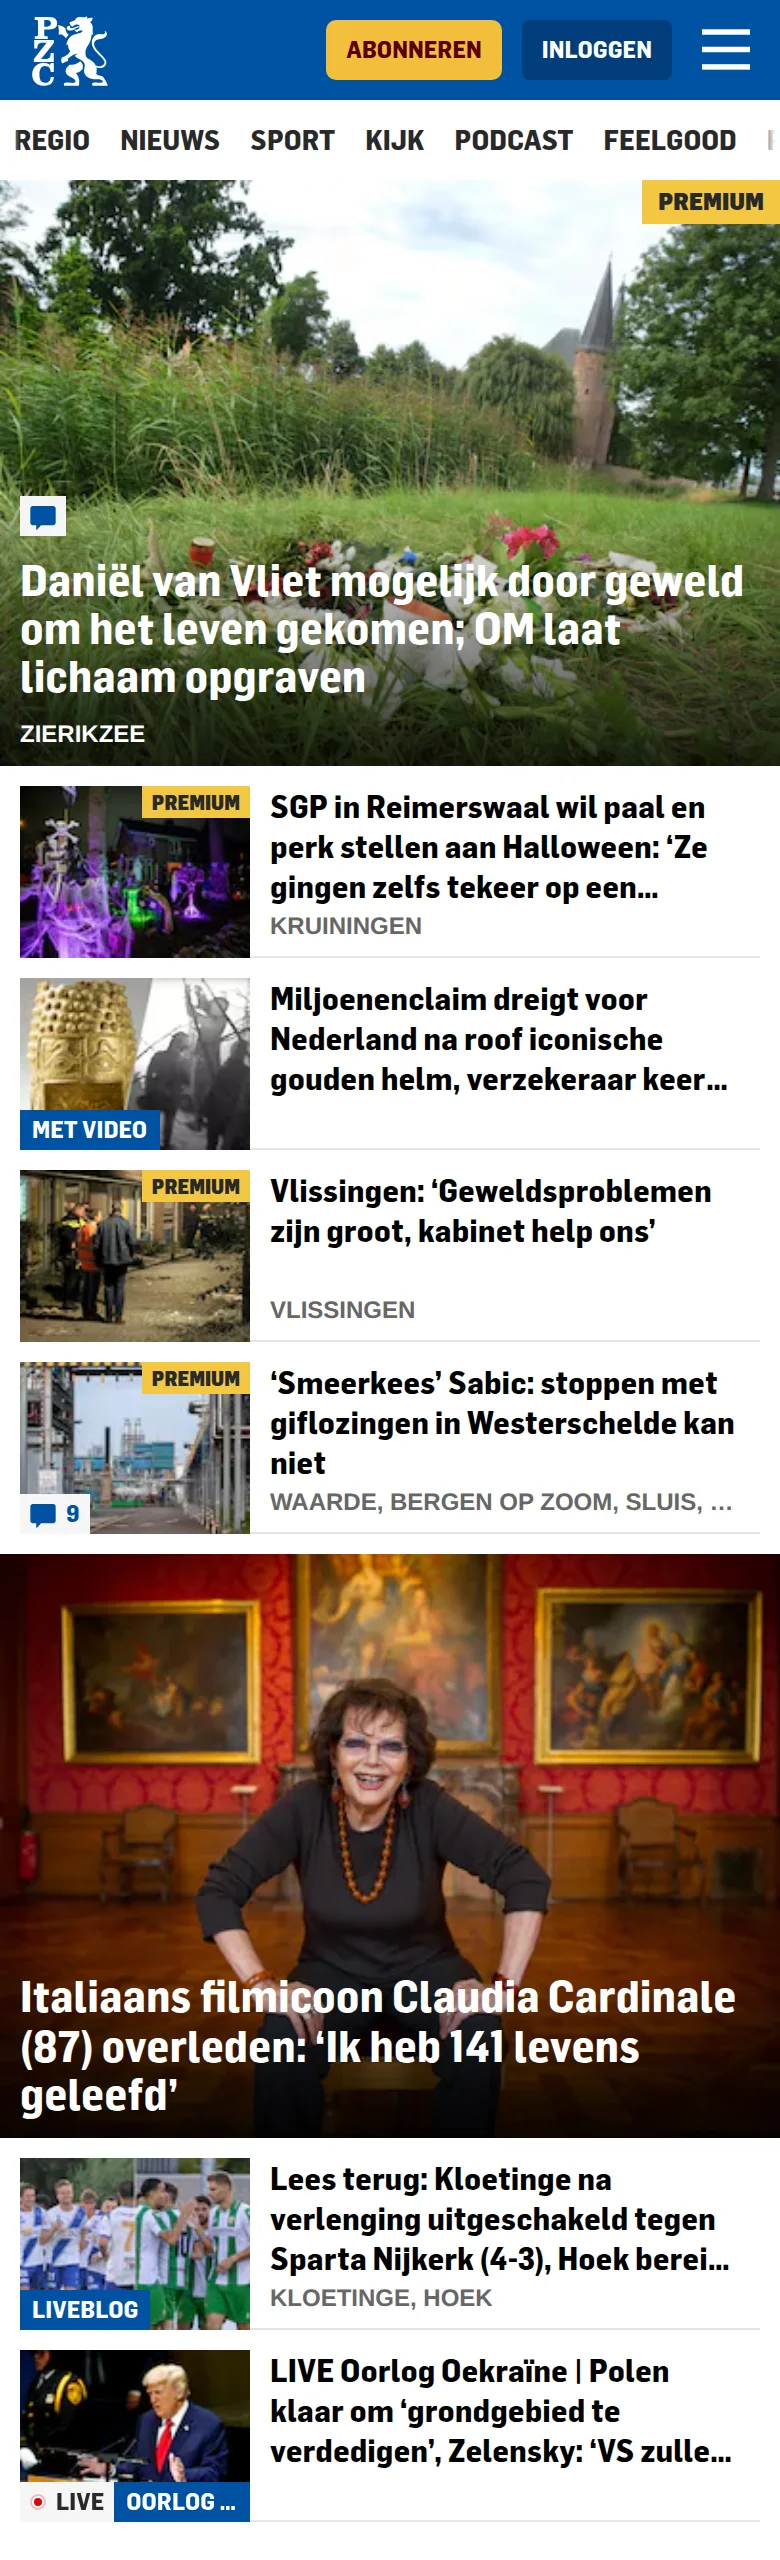 PZC
ABONNEREN
INLOGGEN
REGIO NIEUWS SPORT KIJK PODCAST FEELGOOD
PREMIUM
Daniël van Vliet mogelijk door geweld
om het leven gekomen; OM laat
lichaam opgraven
ZIERIKZEE
PREMIUM
SGP in Reimerswaal wil paal en
perk stellen aan Halloween: ‘Ze
gingen zelfs tekeer op een...
KRUININGEN
Miljoenenclaim dreigt voor
Nederland na roof iconische
gouden helm, verzekeraar keer...
MET VIDEO
PREMIUM
Vlissingen: ‘Geweldsproblemen
zijn groot, kabinet help ons’
VLISSINGEN
PREMIUM
‘Smeerkees’ Sabic: stoppen met
giflozingen in Westerschelde kan
niet
WAARDE, BERGEN OP ZOOM, SLUIS, ...
9
Italiaans filmicoon Claudia Cardinale
(87) overleden: ‘Ik heb 141 levens
geleefd’
Lees terug: Kloetinge na
verlenging uitgeschakeld tegen
Sparta Nijkerk (4-3), Hoek berei...
KLOETINGE, HOEK
LIVEBLOG
LIVE Oorlog Oekraïne | Polen
klaar om ‘grondgebied te
verdedigen’, Zelensky: ‘VS zulle...
LIVE
OORLOG ...